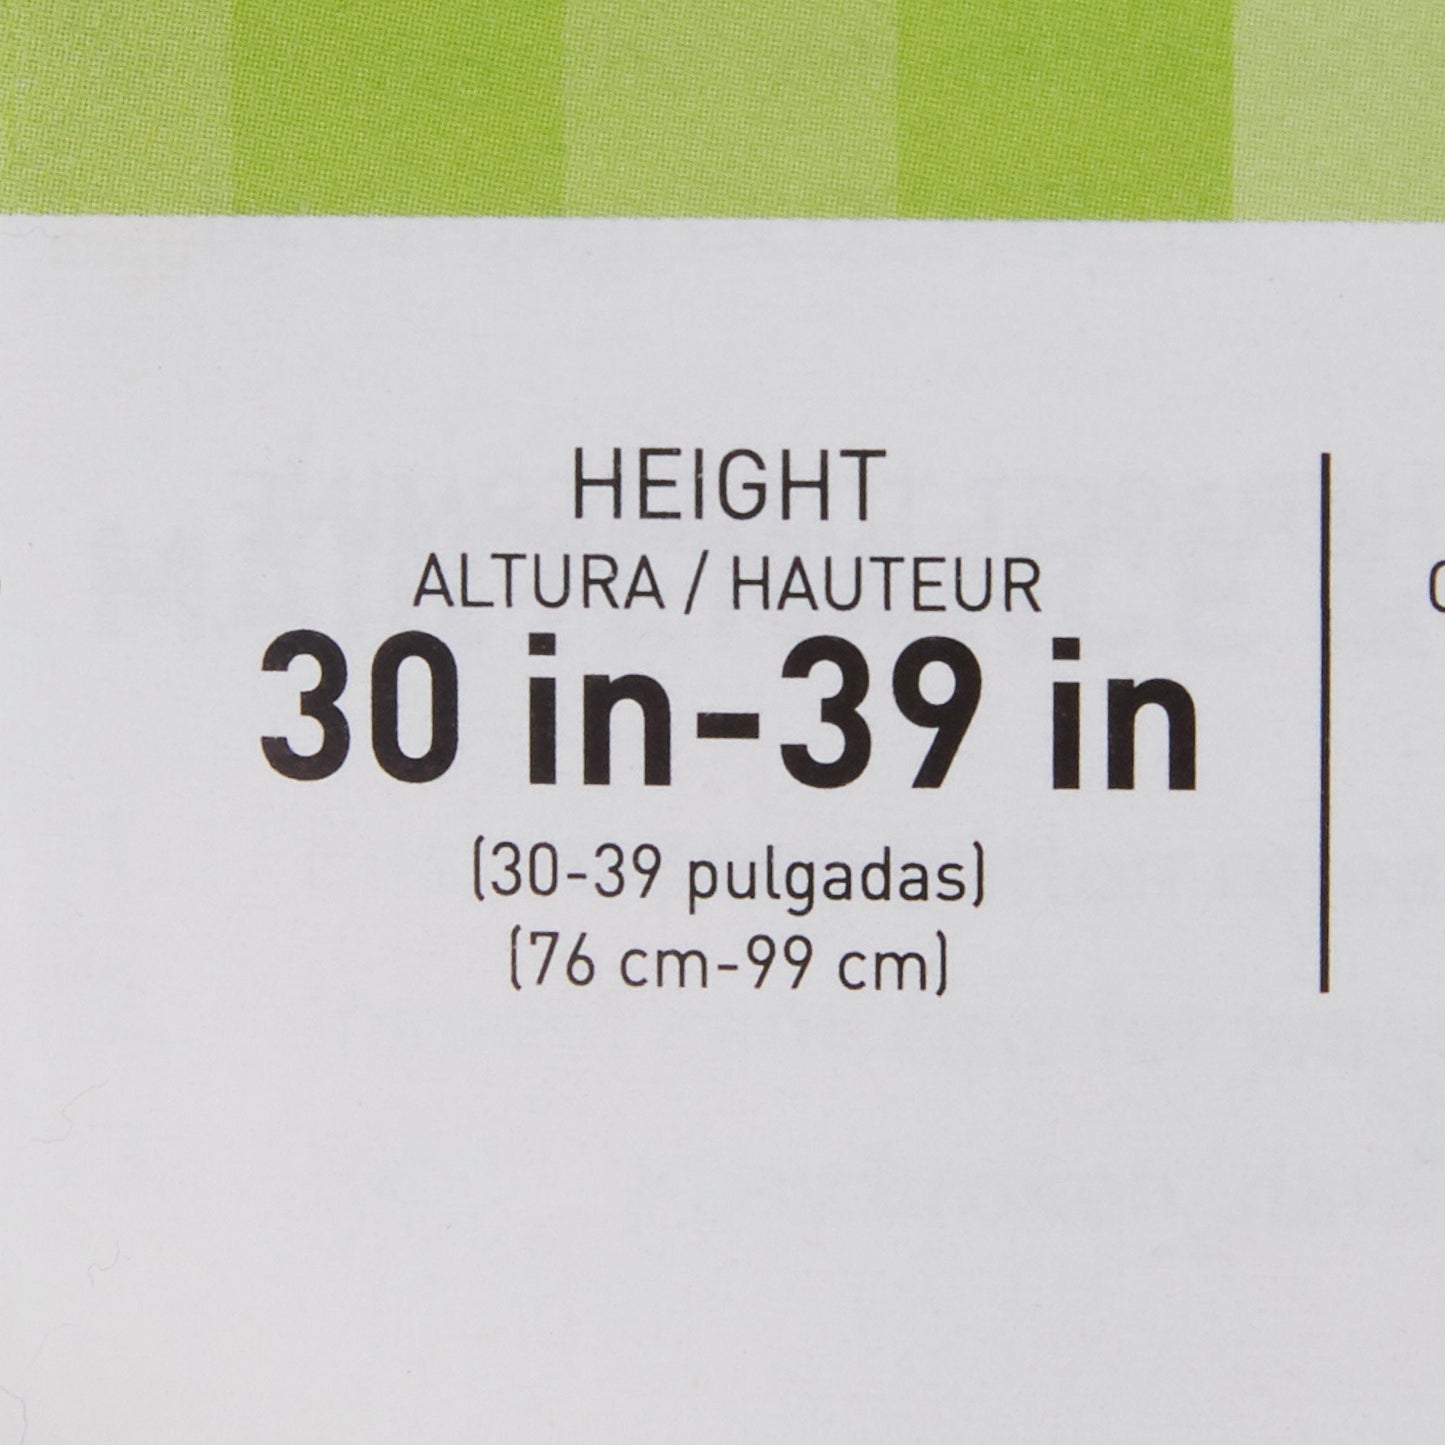 HEIGHT
ALTURA / HAUTEUR
30 in-39 in
(30-39 pulgadas)
(76 cm-99 cm)